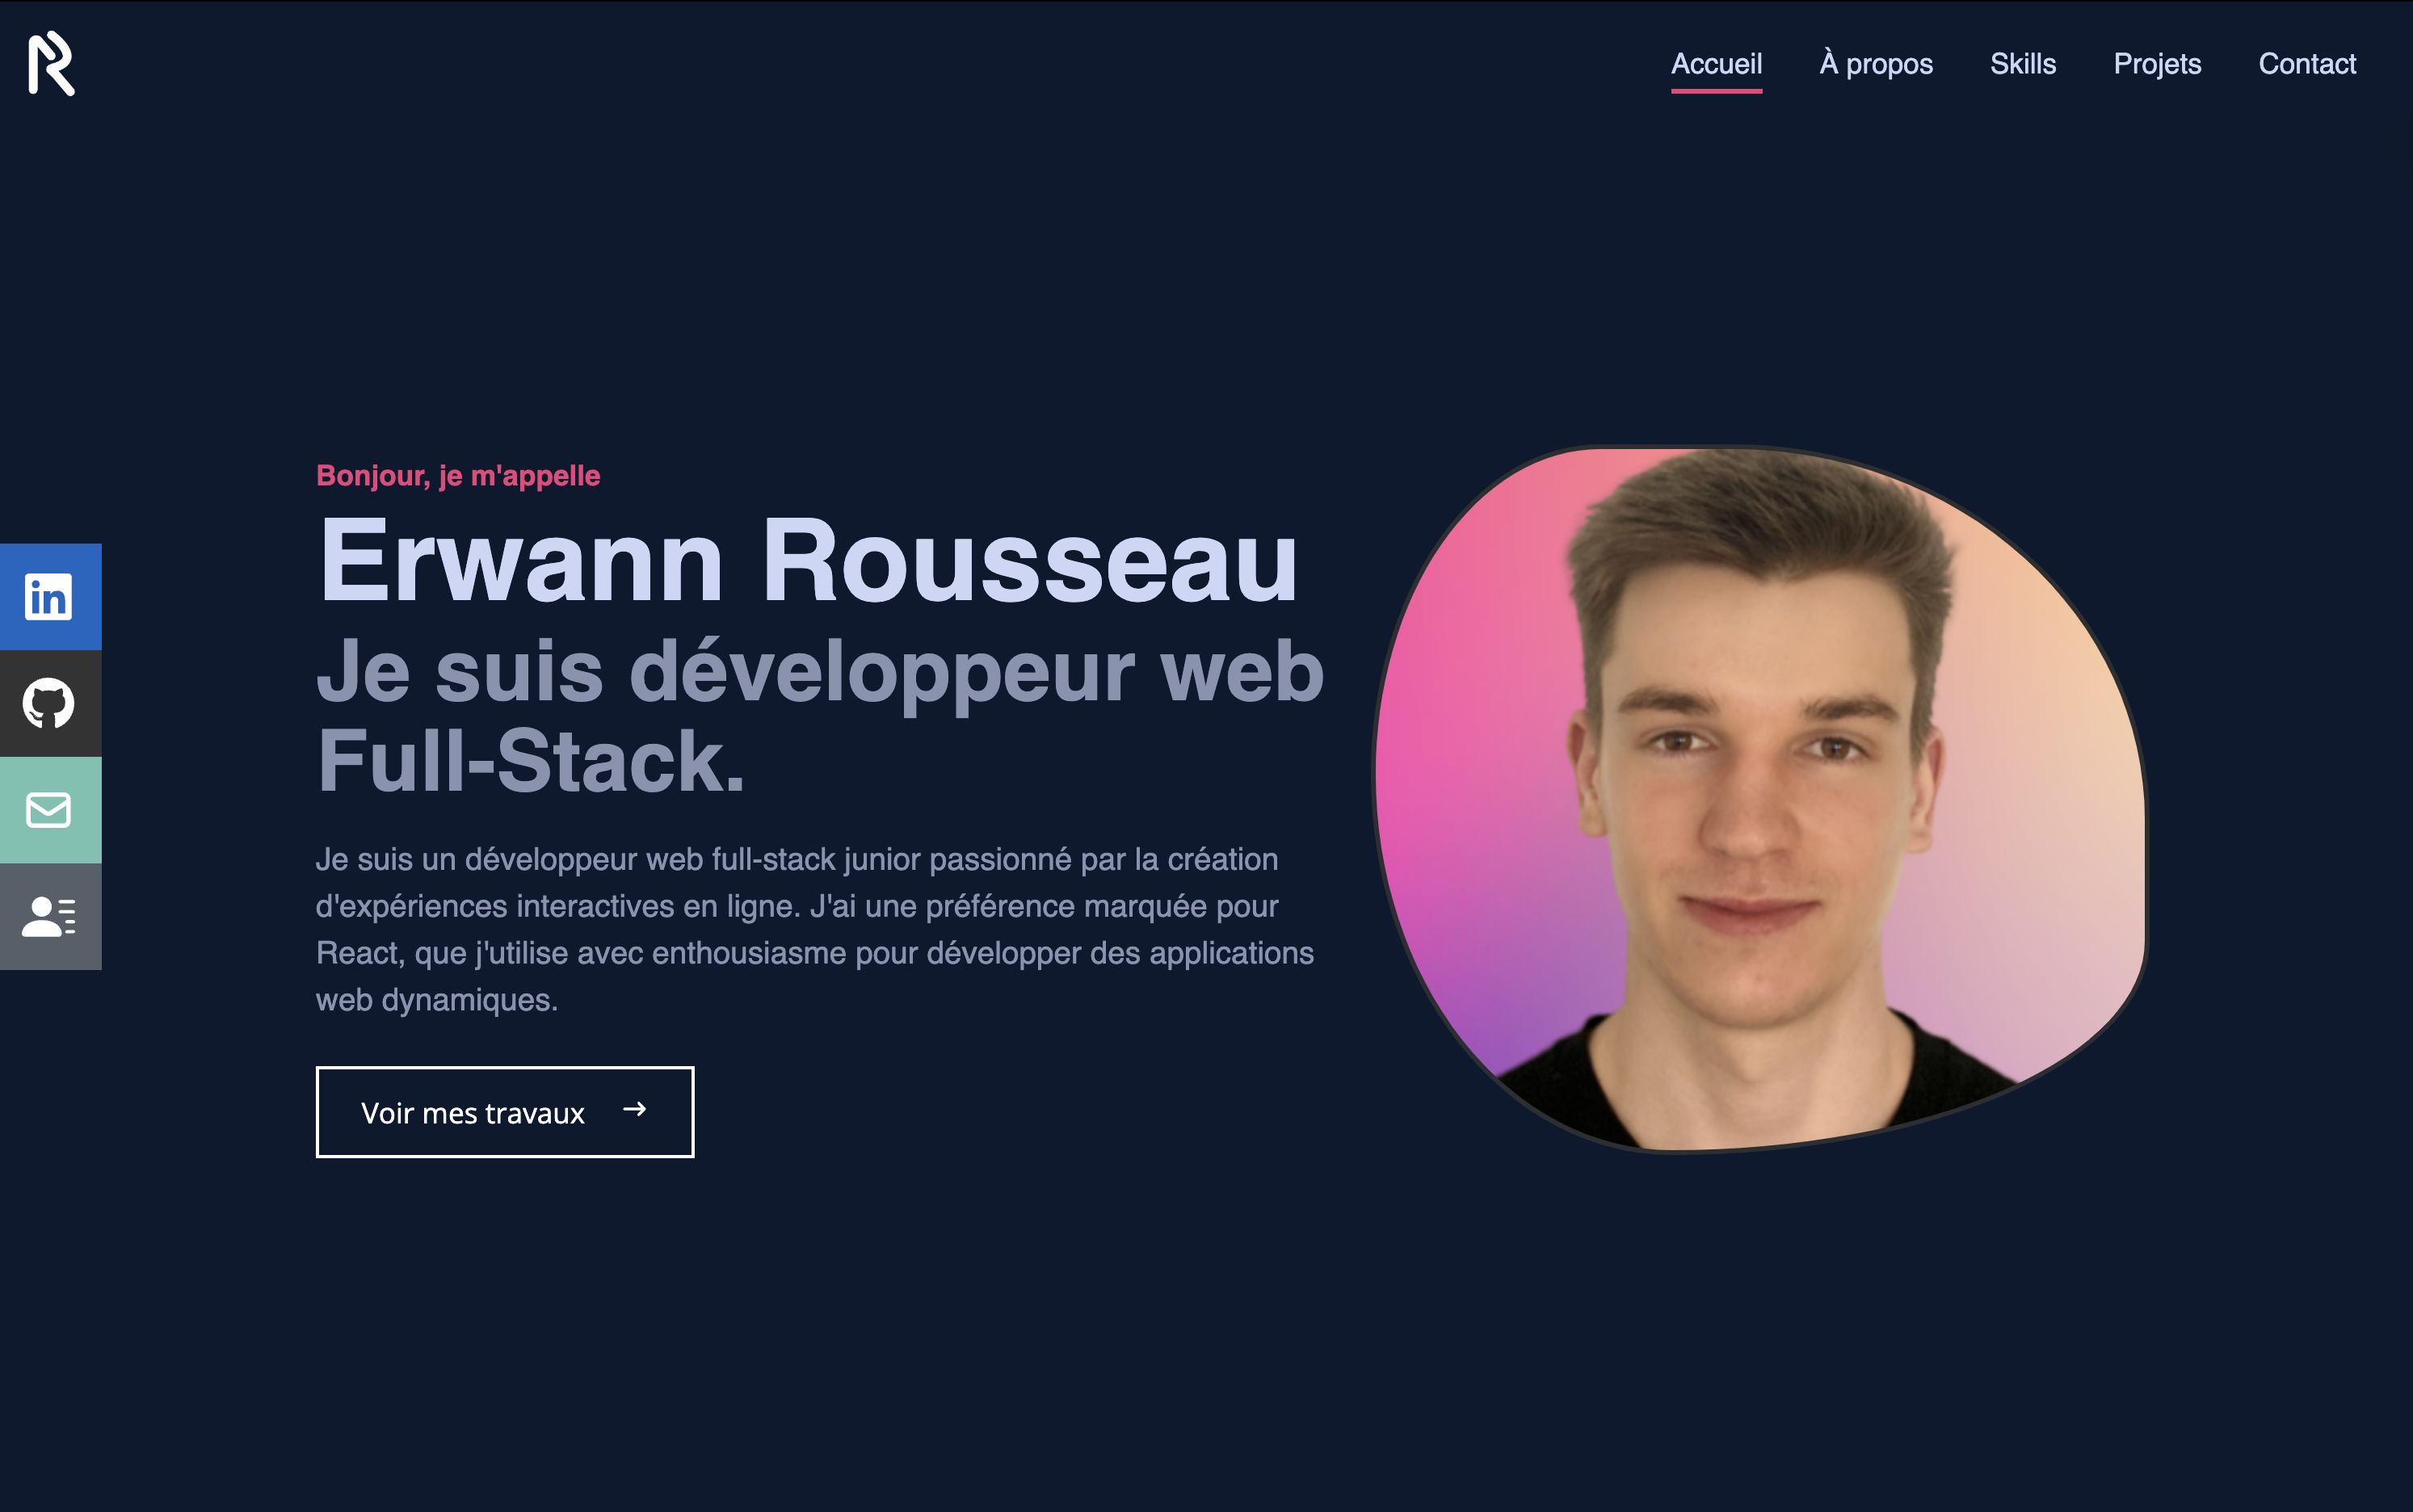 Accueil À propos Skills Projets Contact
Bonjour, je m'appelle
Erwann Rousseau
Je suis développeur web
Full-Stack.
Je suis un développeur web full-stack junior passionné par la création
d'expériences interactives en ligne. J'ai une préférence marquée pour
React, que j'utilise avec enthousiasme pour développer des applications
web dynamiques.
Voir mes travaux →
in